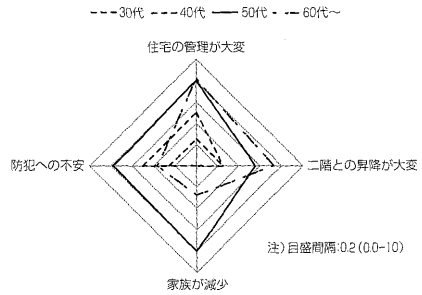 30代 40代 50代 60代～
住宅の管理が大変
防犯への不安
二階との昇降が大変
注) 目盛間隔:0.2 (0.0-1.0)
家族が減少